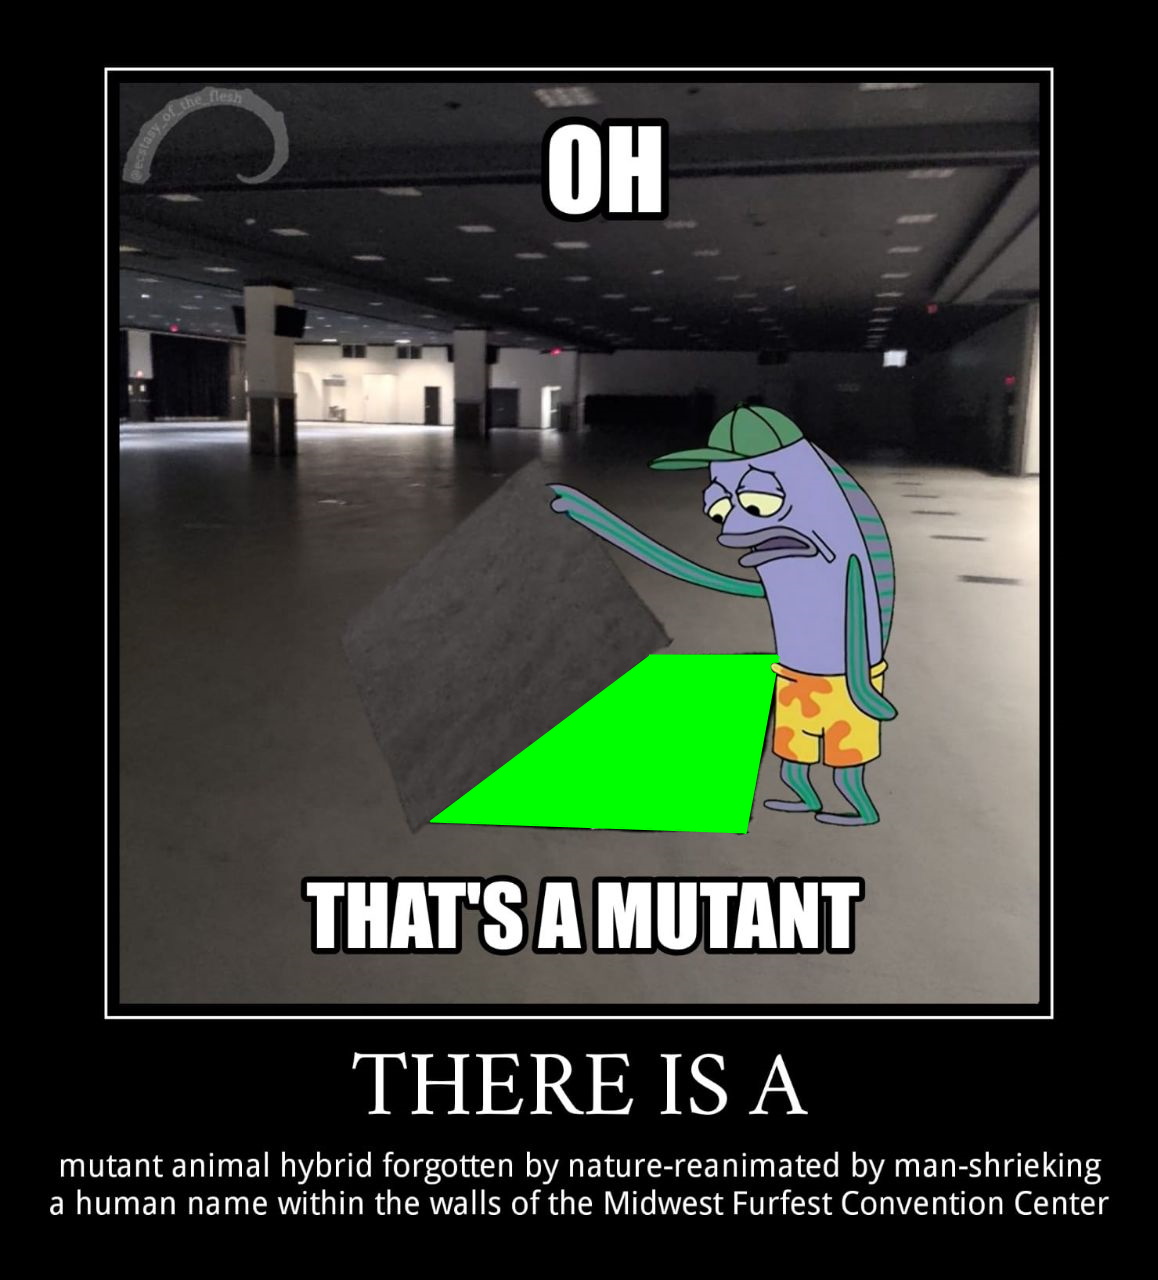 @ecstasy_of_the_flesh
OH
THAT'S A MUTANT
THERE IS A
mutant animal hybrid forgotten by nature-reanimated by man-shrieking
a human name within the walls of the Midwest Furfest Convention Center